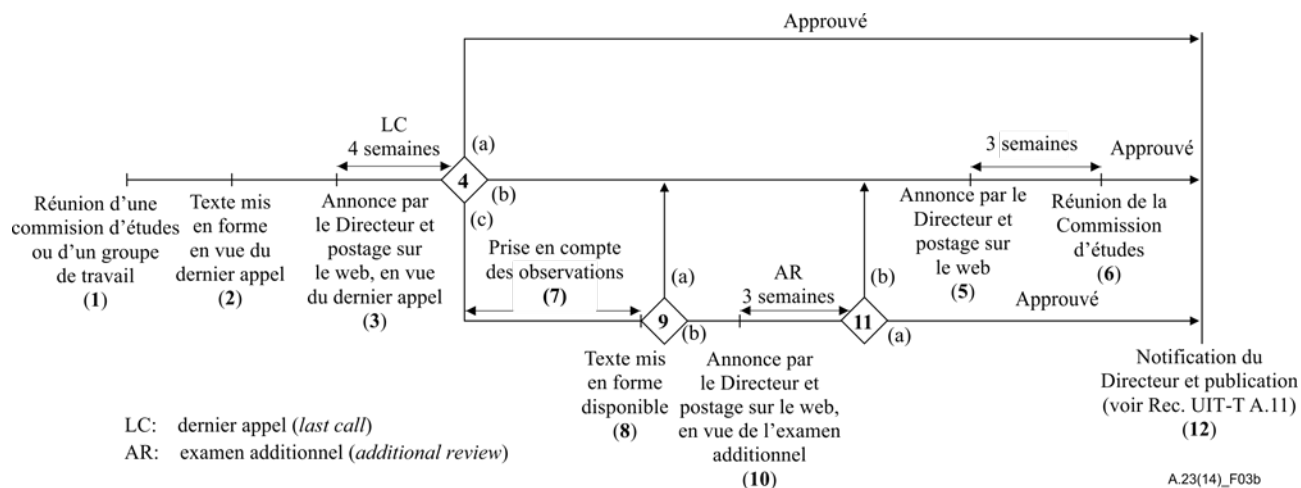 Approuvé
LC
4 semaines
(a)
4
(b)
(c)
3 semaines
Approuvé
Réunion d’une
commision d’études
ou d’un groupe
de travail
(1)
Texte mis
en forme
en vue du
dernier appel
(2)
Annonce par
le Directeur et
postage sur
le web, en vue
du dernier appel
(3)
Prise en compte
des observations
(7)
(a)
9
(b)
AR
3 semaines
(b)
11
(a)
Annonce par le
Directeur et
postage sur
le web
(5)
Réunion de la
Commission
d’études
(6)
Approuvé
Texte mis
en forme
disponible
(8)
Annonce par
le Directeur et
postage sur le web,
en vue de l’examen
additionnel
(10)
Notification du
Directeur et publication
(voir Rec. UIT-T A.11)
(12)
LC: dernier appel (last call)
AR: examen additionnel (additional review)
A.23(14)_F03b